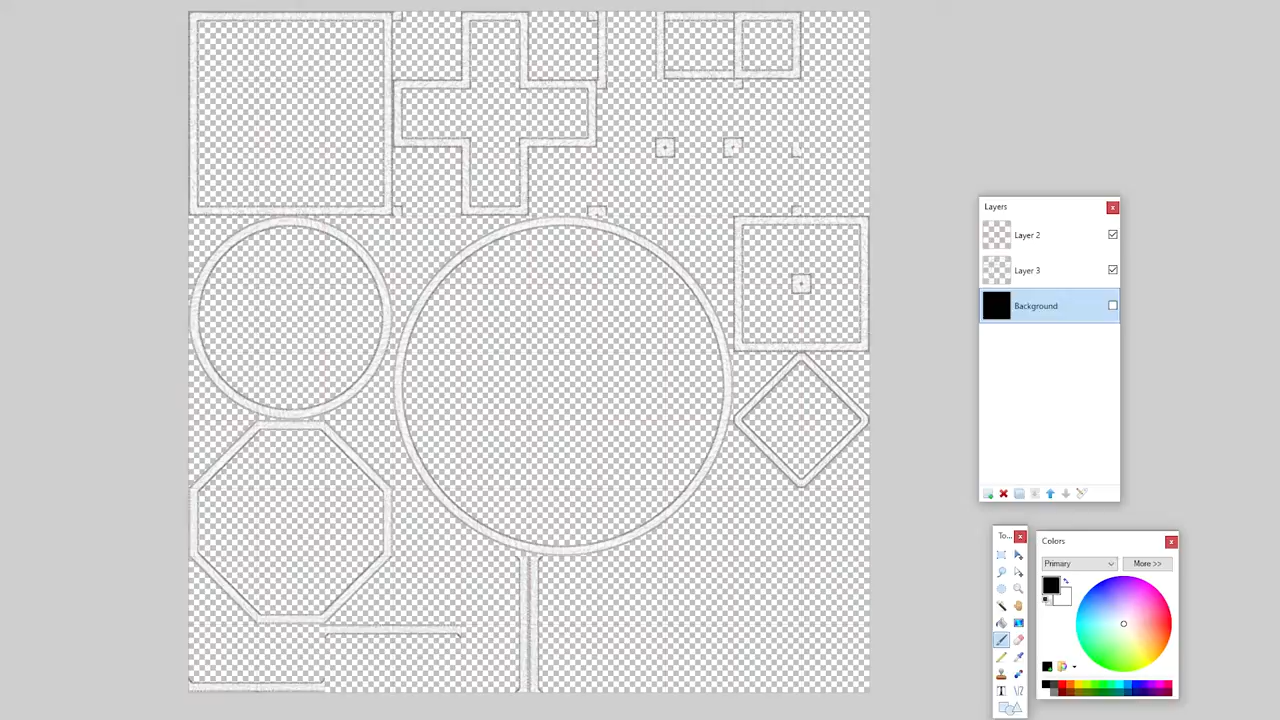 Layers
Layer 2
Layer 3
Background
To...
Colors
Primary
More >>